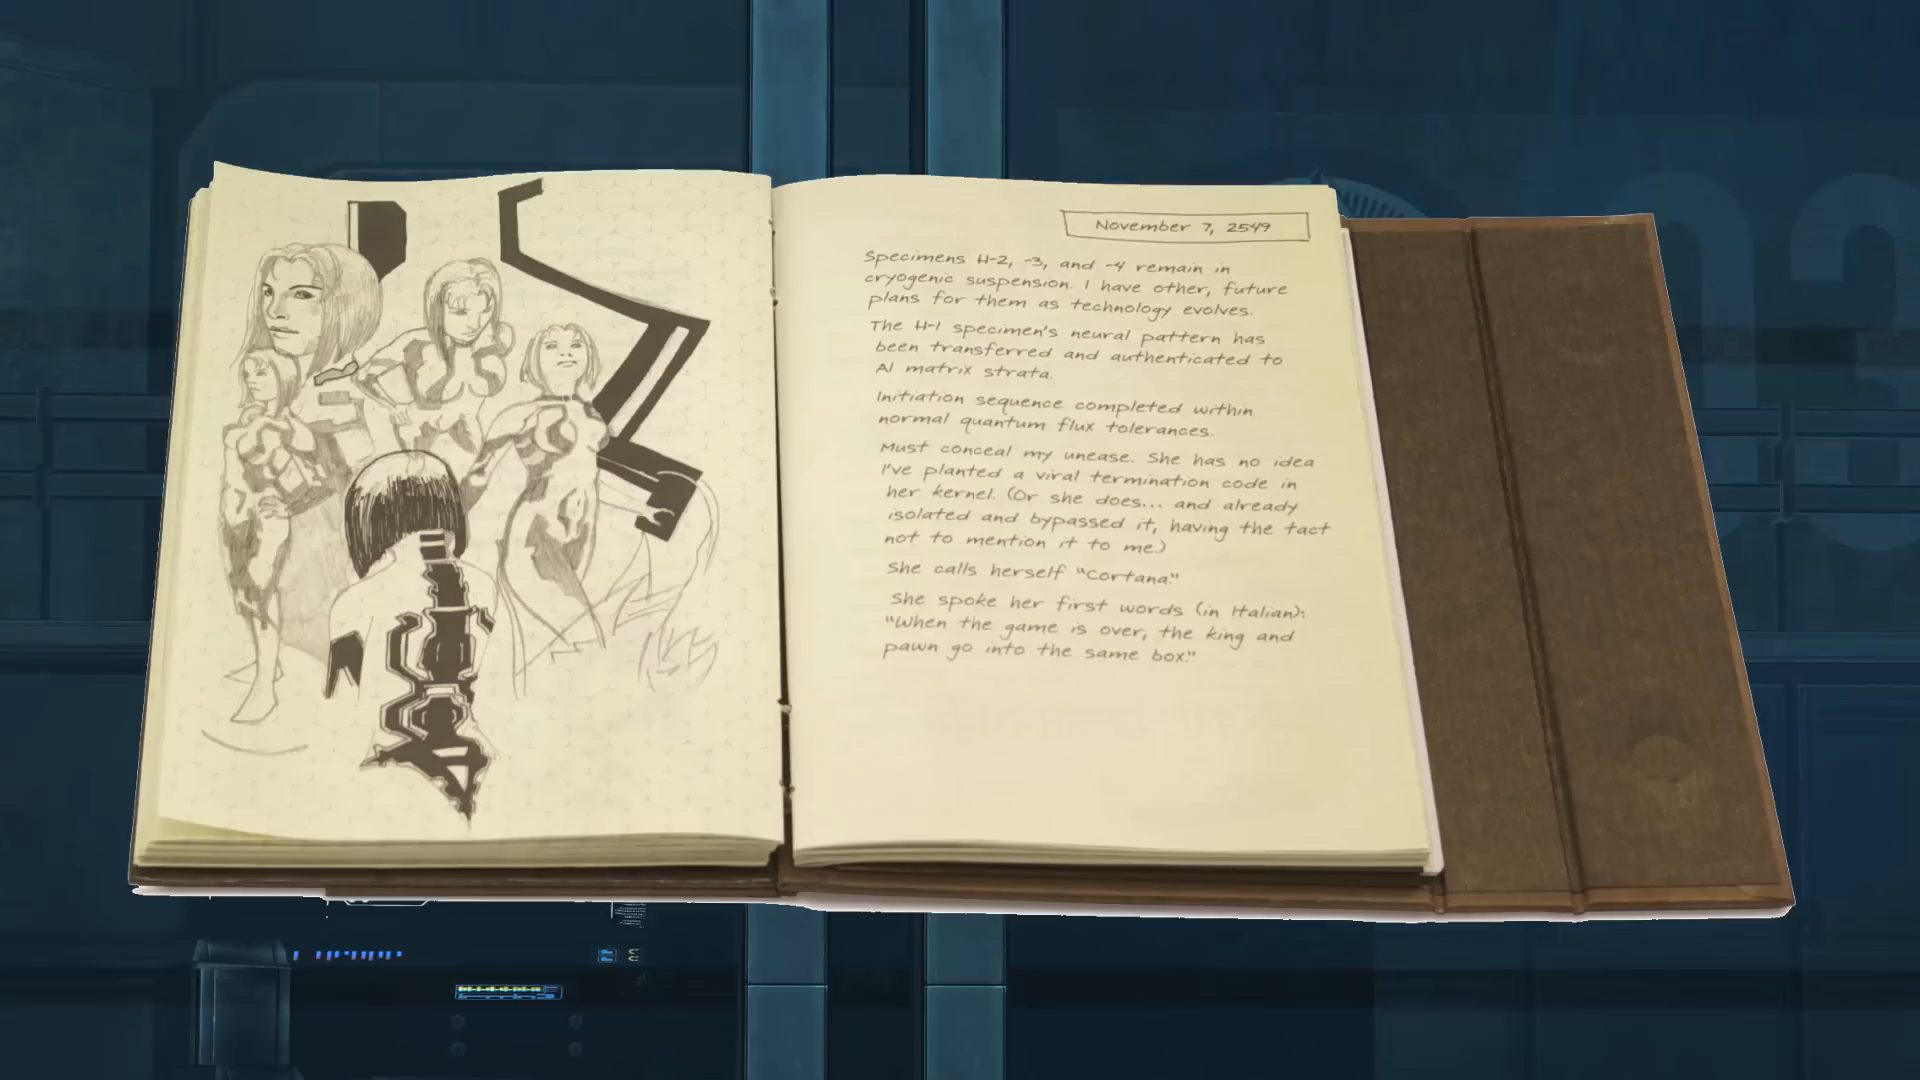 November 7, 2549
Specimens H-2, -3, and -4 remain in
cryogenic suspension. I have other, future
plans for them as technology evolves.
The H-1 specimen's neural pattern has
been transferred and authenticated to
AI matrix strata.
Initiation sequence completed within
normal quantum flux tolerances.
Must conceal my unease. She has no idea
I've planted a viral termination code in
her kernel. (Or she does... and already
isolated and bypassed it, having the tact
not to mention it to me.)
She calls herself "Cortana."
She spoke her first words (in Italian):
"When the game is over, the king and
pawn go into the same box."
03